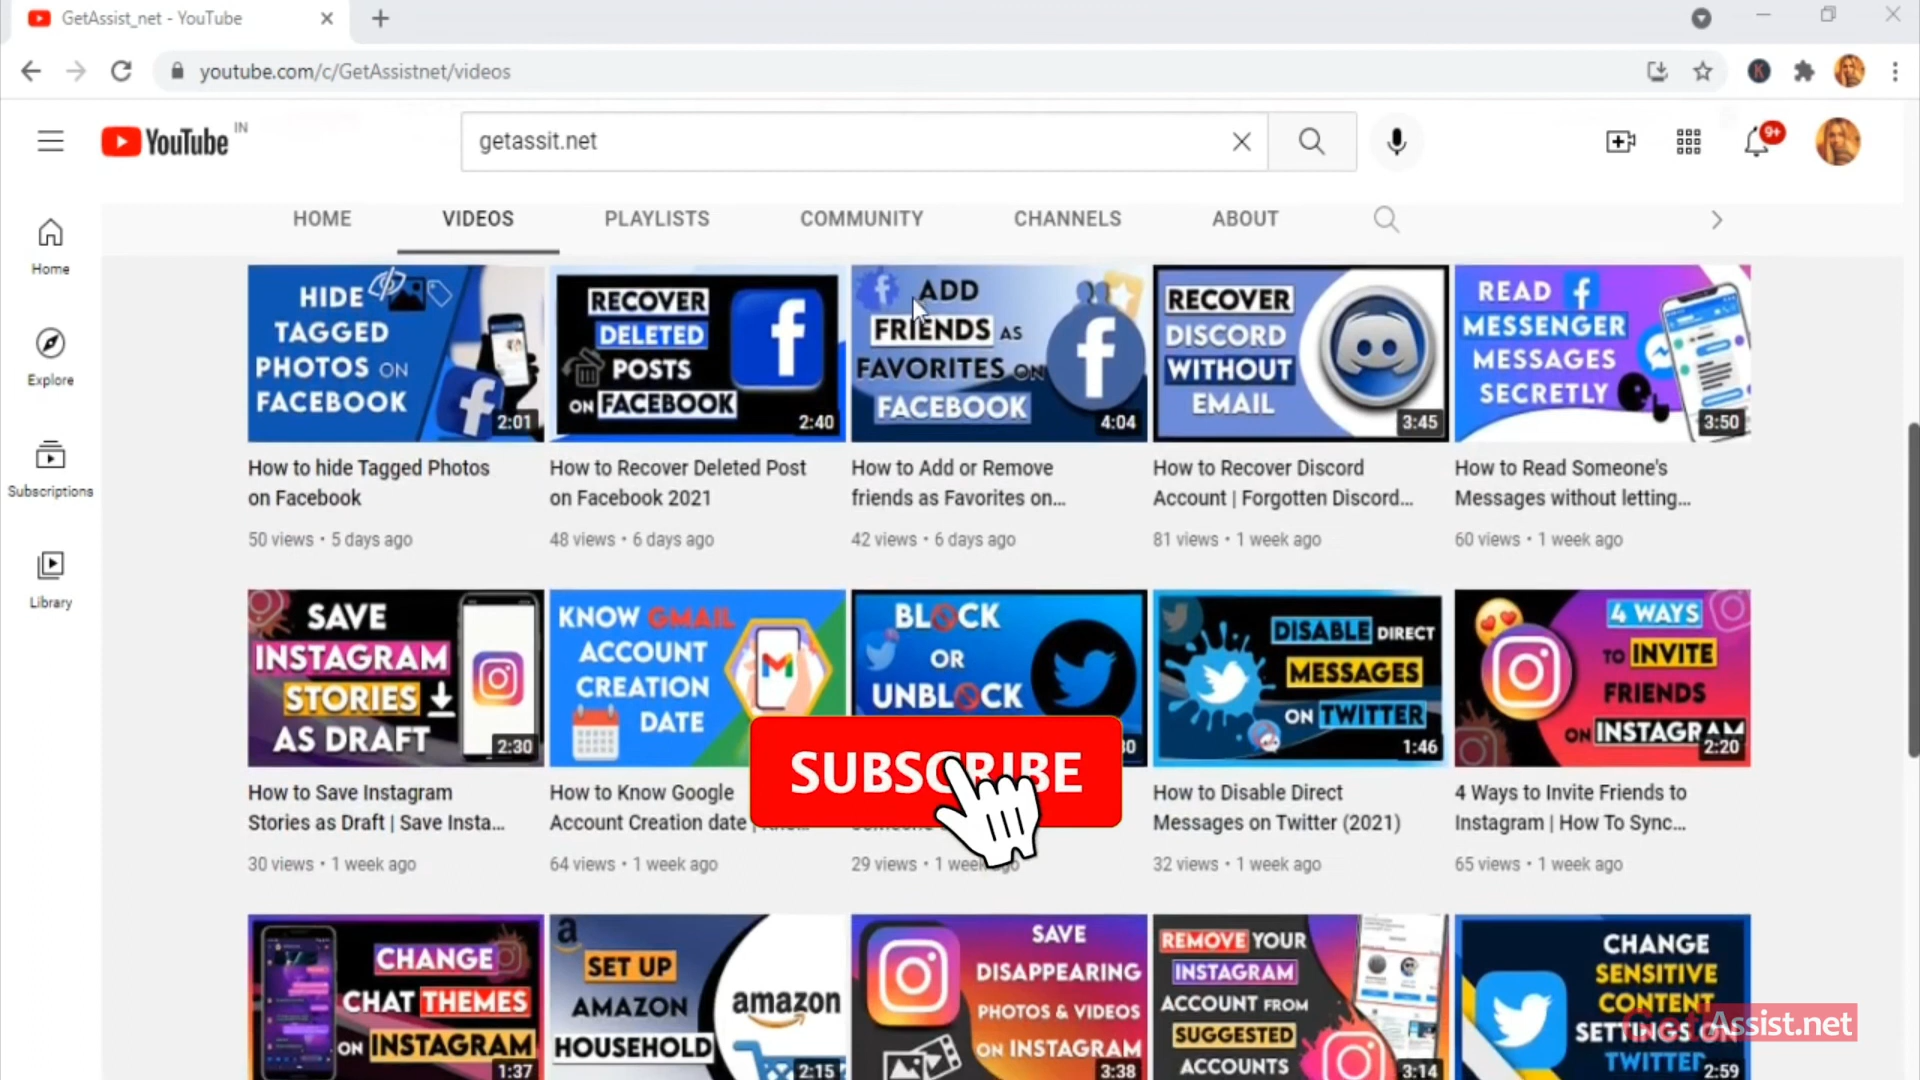 GetAssist_net - YouTube
youtube.com/c/GetAssistnet/videos
YouTube IN
getassit.net
9+
HOME VIDEOS PLAYLISTS COMMUNITY CHANNELS ABOUT
Home
Explore
Subscriptions
Library
HIDE
TAGGED
PHOTOS ON
FACEBOOK
2:01
How to hide Tagged Photos
on Facebook
50 views • 5 days ago
RECOVER
DELETED
POSTS
ON FACEBOOK
2:40
How to Recover Deleted Post
on Facebook 2021
48 views • 6 days ago
ADD
FRIENDS AS
FAVORITES ON
FACEBOOK
4:04
How to Add or Remove
friends as Favorites on...
42 views • 6 days ago
RECOVER
DISCORD
WITHOUT
EMAIL
3:45
How to Recover Discord
Account | Forgotten Discord...
81 views • 1 week ago
READ
MESSENGER
MESSAGES
SECRETLY
3:50
How to Read Someone's
Messages without letting...
60 views • 1 week ago
SAVE
INSTAGRAM
STORIES
AS DRAFT
2:30
How to Save Instagram
Stories as Draft | Save Insta...
30 views • 1 week ago
KNOW GMAIL
ACCOUNT
CREATION
DATE
How to Know Google
Account Creation date |
64 views • 1 week ago
BLOCK
OR
UNBLOCK
SUBSCRIBE
29 views • 1 week ago
DISABLE DIRECT
MESSAGES
ON TWITTER
1:46
How to Disable Direct
Messages on Twitter (2021)
32 views • 1 week ago
4 WAYS
TO INVITE
FRIENDS
ON INSTAGRAM
2:20
4 Ways to Invite Friends to
Instagram | How To Sync...
65 views • 1 week ago
CHANGE
CHAT THEMES
ON INSTAGRAM
1:37
SET UP
AMAZON
HOUSEHOLD
amazon
2:15
SAVE
DISAPPEARING
PHOTOS & VIDEOS
ON INSTAGRAM
3:38
REMOVE YOUR
INSTAGRAM
ACCOUNT FROM
SUGGESTED
ACCOUNTS
3:14
CHANGE
SENSITIVE
CONTENT
SETTINGS ON
TWITTER
2:59
GetAssist.net